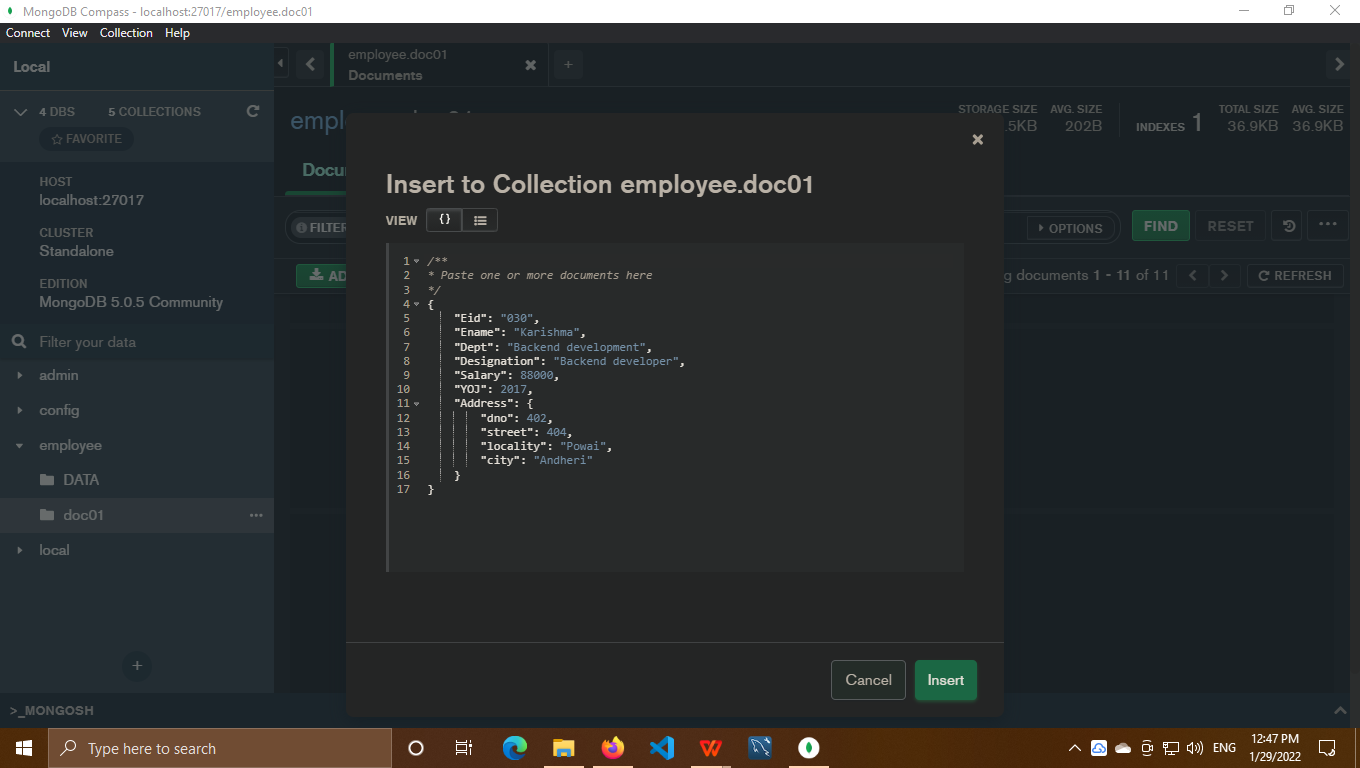 MongoDB Compass - localhost:27017/employee.doc01
Connect View Collection Help
Local
4 DBS 5 COLLECTIONS
FAVORITE
HOST
localhost:27017
CLUSTER
Standalone
EDITION
MongoDB 5.0.5 Community
Filter your data
admin
config
employee
DATA
doc01
local
>_MONGOSH
employee.doc01
Documents
STORAGE SIZE AVG. SIZE TOTAL SIZE AVG. SIZE
.5KB 202B INDEXES 1 36.9KB 36.9KB
FILTER
OPTIONS
FIND
RESET
documents 1 - 11 of 11
REFRESH
Insert to Collection employee.doc01
VIEW {}
1 /**
2 * Paste one or more documents here
3 */
4 {
5 "Eid": "030",
6 "Ename": "Karishma",
7 "Dept": "Backend development",
8 "Designation": "Backend developer",
9 "Salary": 88000,
10 "YOJ": 2017,
11 "Address": {
12 "dno": 402,
13 "street": 404,
14 "locality": "Powai",
15 "city": "Andheri"
16 }
17 }
Cancel
Insert
Type here to search
ENG
12:47 PM
1/29/2022